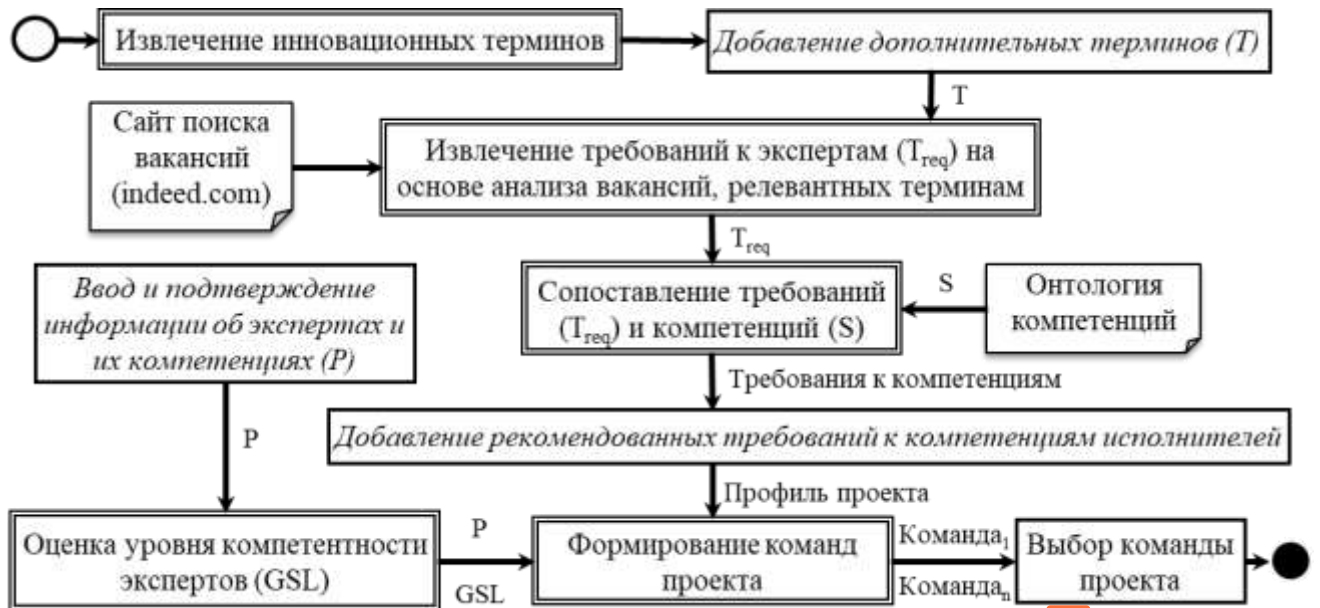 Извлечение инновационных терминов
Добавление дополнительных терминов (T)
T
Сайт поиска
вакансий
(indeed.com)
Извлечение требований к экспертам (Treq) на
основе анализа вакансий, релевантных терминам
Treq
Ввод и подтверждение
информации об экспертах и
их компетенциях (P)
Сопоставление требований
(Treq) и компетенций (S)
S
Онтология
компетенций
Требования к компетенциям
P
Добавление рекомендованных требований к компетенциям исполнителей
Профиль проекта
Оценка уровня компетентности
экспертов (GSL)
P
GSL
Формирование команд
проекта
Команда1
Командаn
Выбор команды
проекта